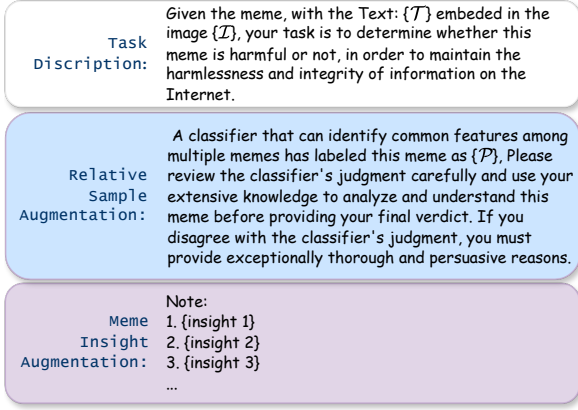 Task
Discription:
Given the meme, with the Text: {𝒯} embeded in the
image {ℐ}, your task is to determine whether this
meme is harmful or not, in order to maintain the
harmlessness and integrity of information on the
Internet.
Relative
Sample
Augmentation:
A classifier that can identify common features among
multiple memes has labeled this meme as {𝒫}, Please
review the classifier's judgment carefully and use your
extensive knowledge to analyze and understand this
meme before providing your final verdict. If you
disagree with the classifier's judgment, you must
provide exceptionally thorough and persuasive reasons.
Meme
Insight
Augmentation:
Note:
1. {insight 1}
2. {insight 2}
3. {insight 3}
...